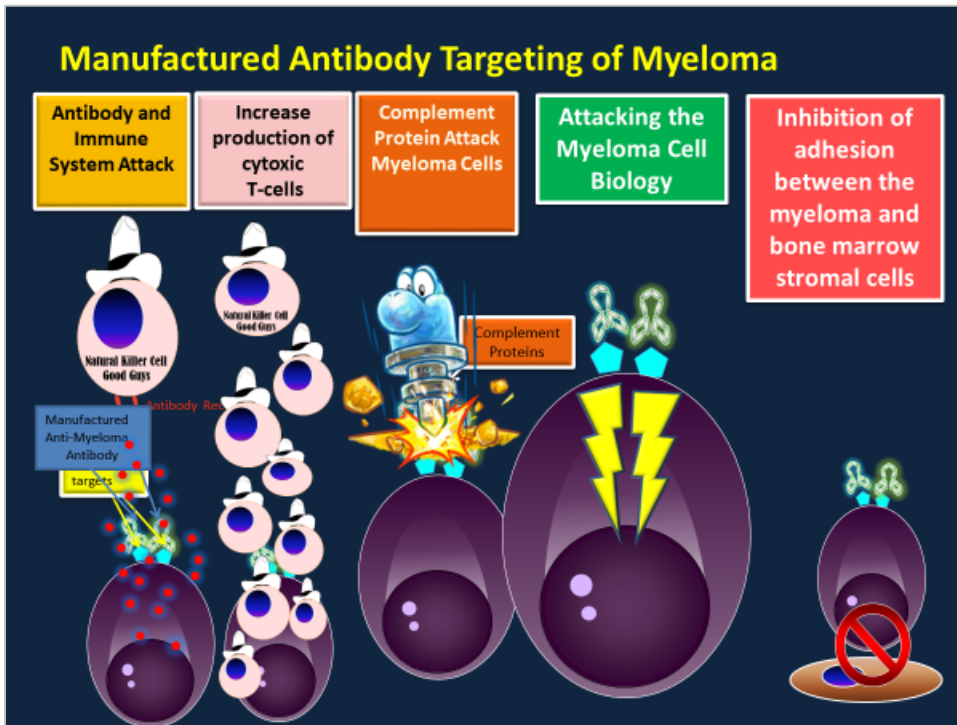 Manufactured Antibody Targeting of Myeloma
Antibody and
Immune
System Attack
Increase
production of
cytoxic
T-cells
Complement
Protein Attack
Myeloma Cells
Attacking the
Myeloma Cell
Biology
Inhibition of
adhesion
between the
myeloma and
bone marrow
stromal cells
Natural Killer Cell
Good Guys
Natural Killer Cell
Good Guys
Complement
Proteins
Antibody
Manufactured
Anti-Myeloma
Antibody
targets